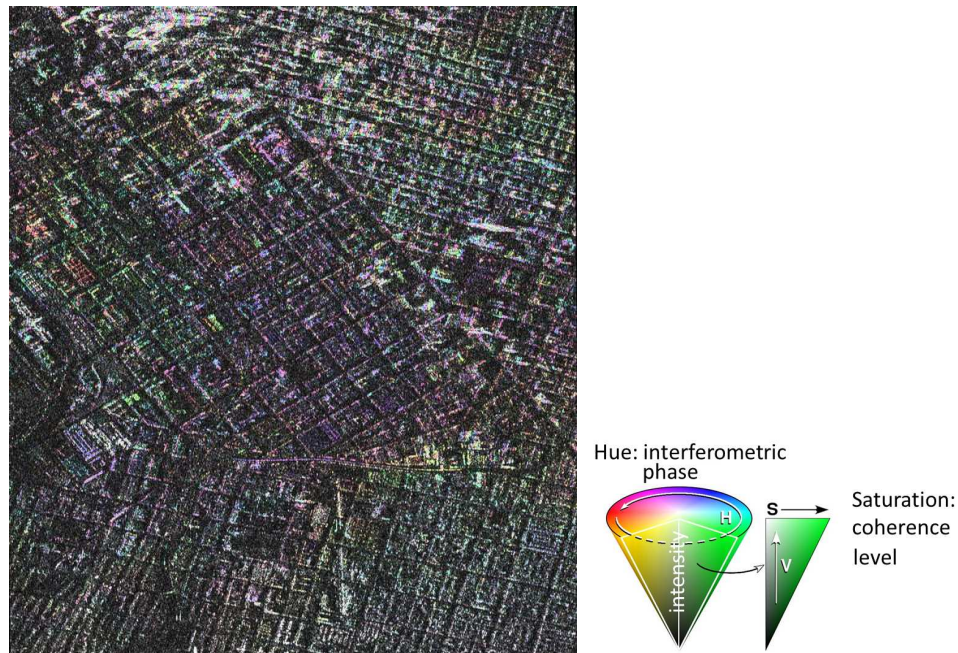 Hue: interferometric
phase
H
intensity
S
V
Saturation:
coherence
level